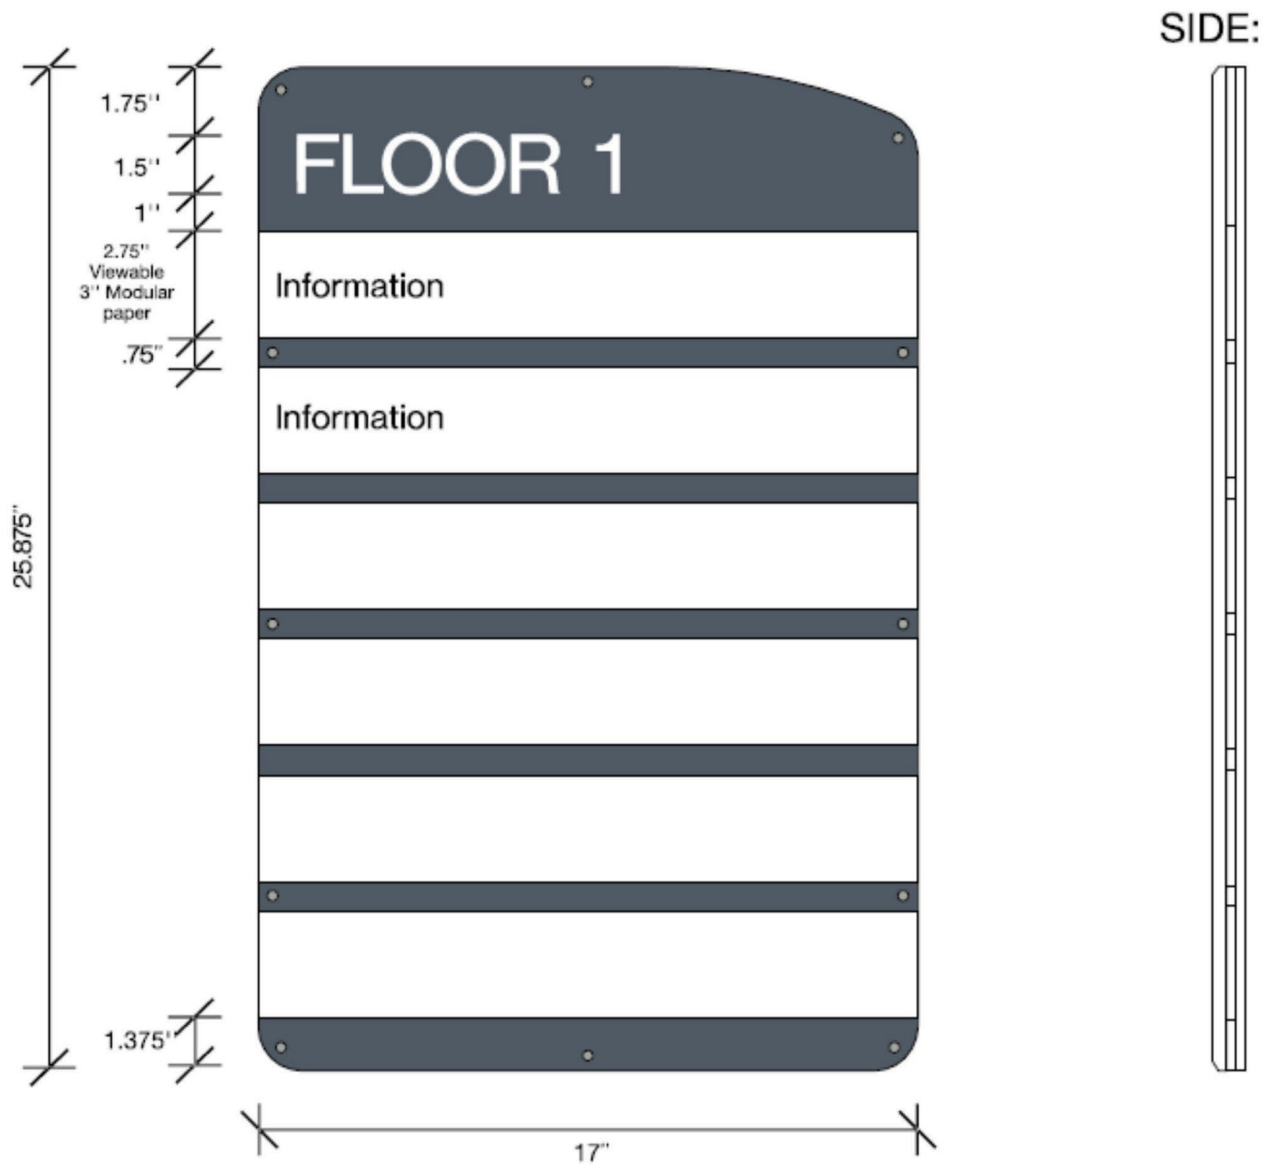 SIDE:
1.75"
1.5"
1"
2.75"
Viewable
3" Modular
paper
.75"
FLOOR 1
Information
Information
25.875"
1.375"
17"